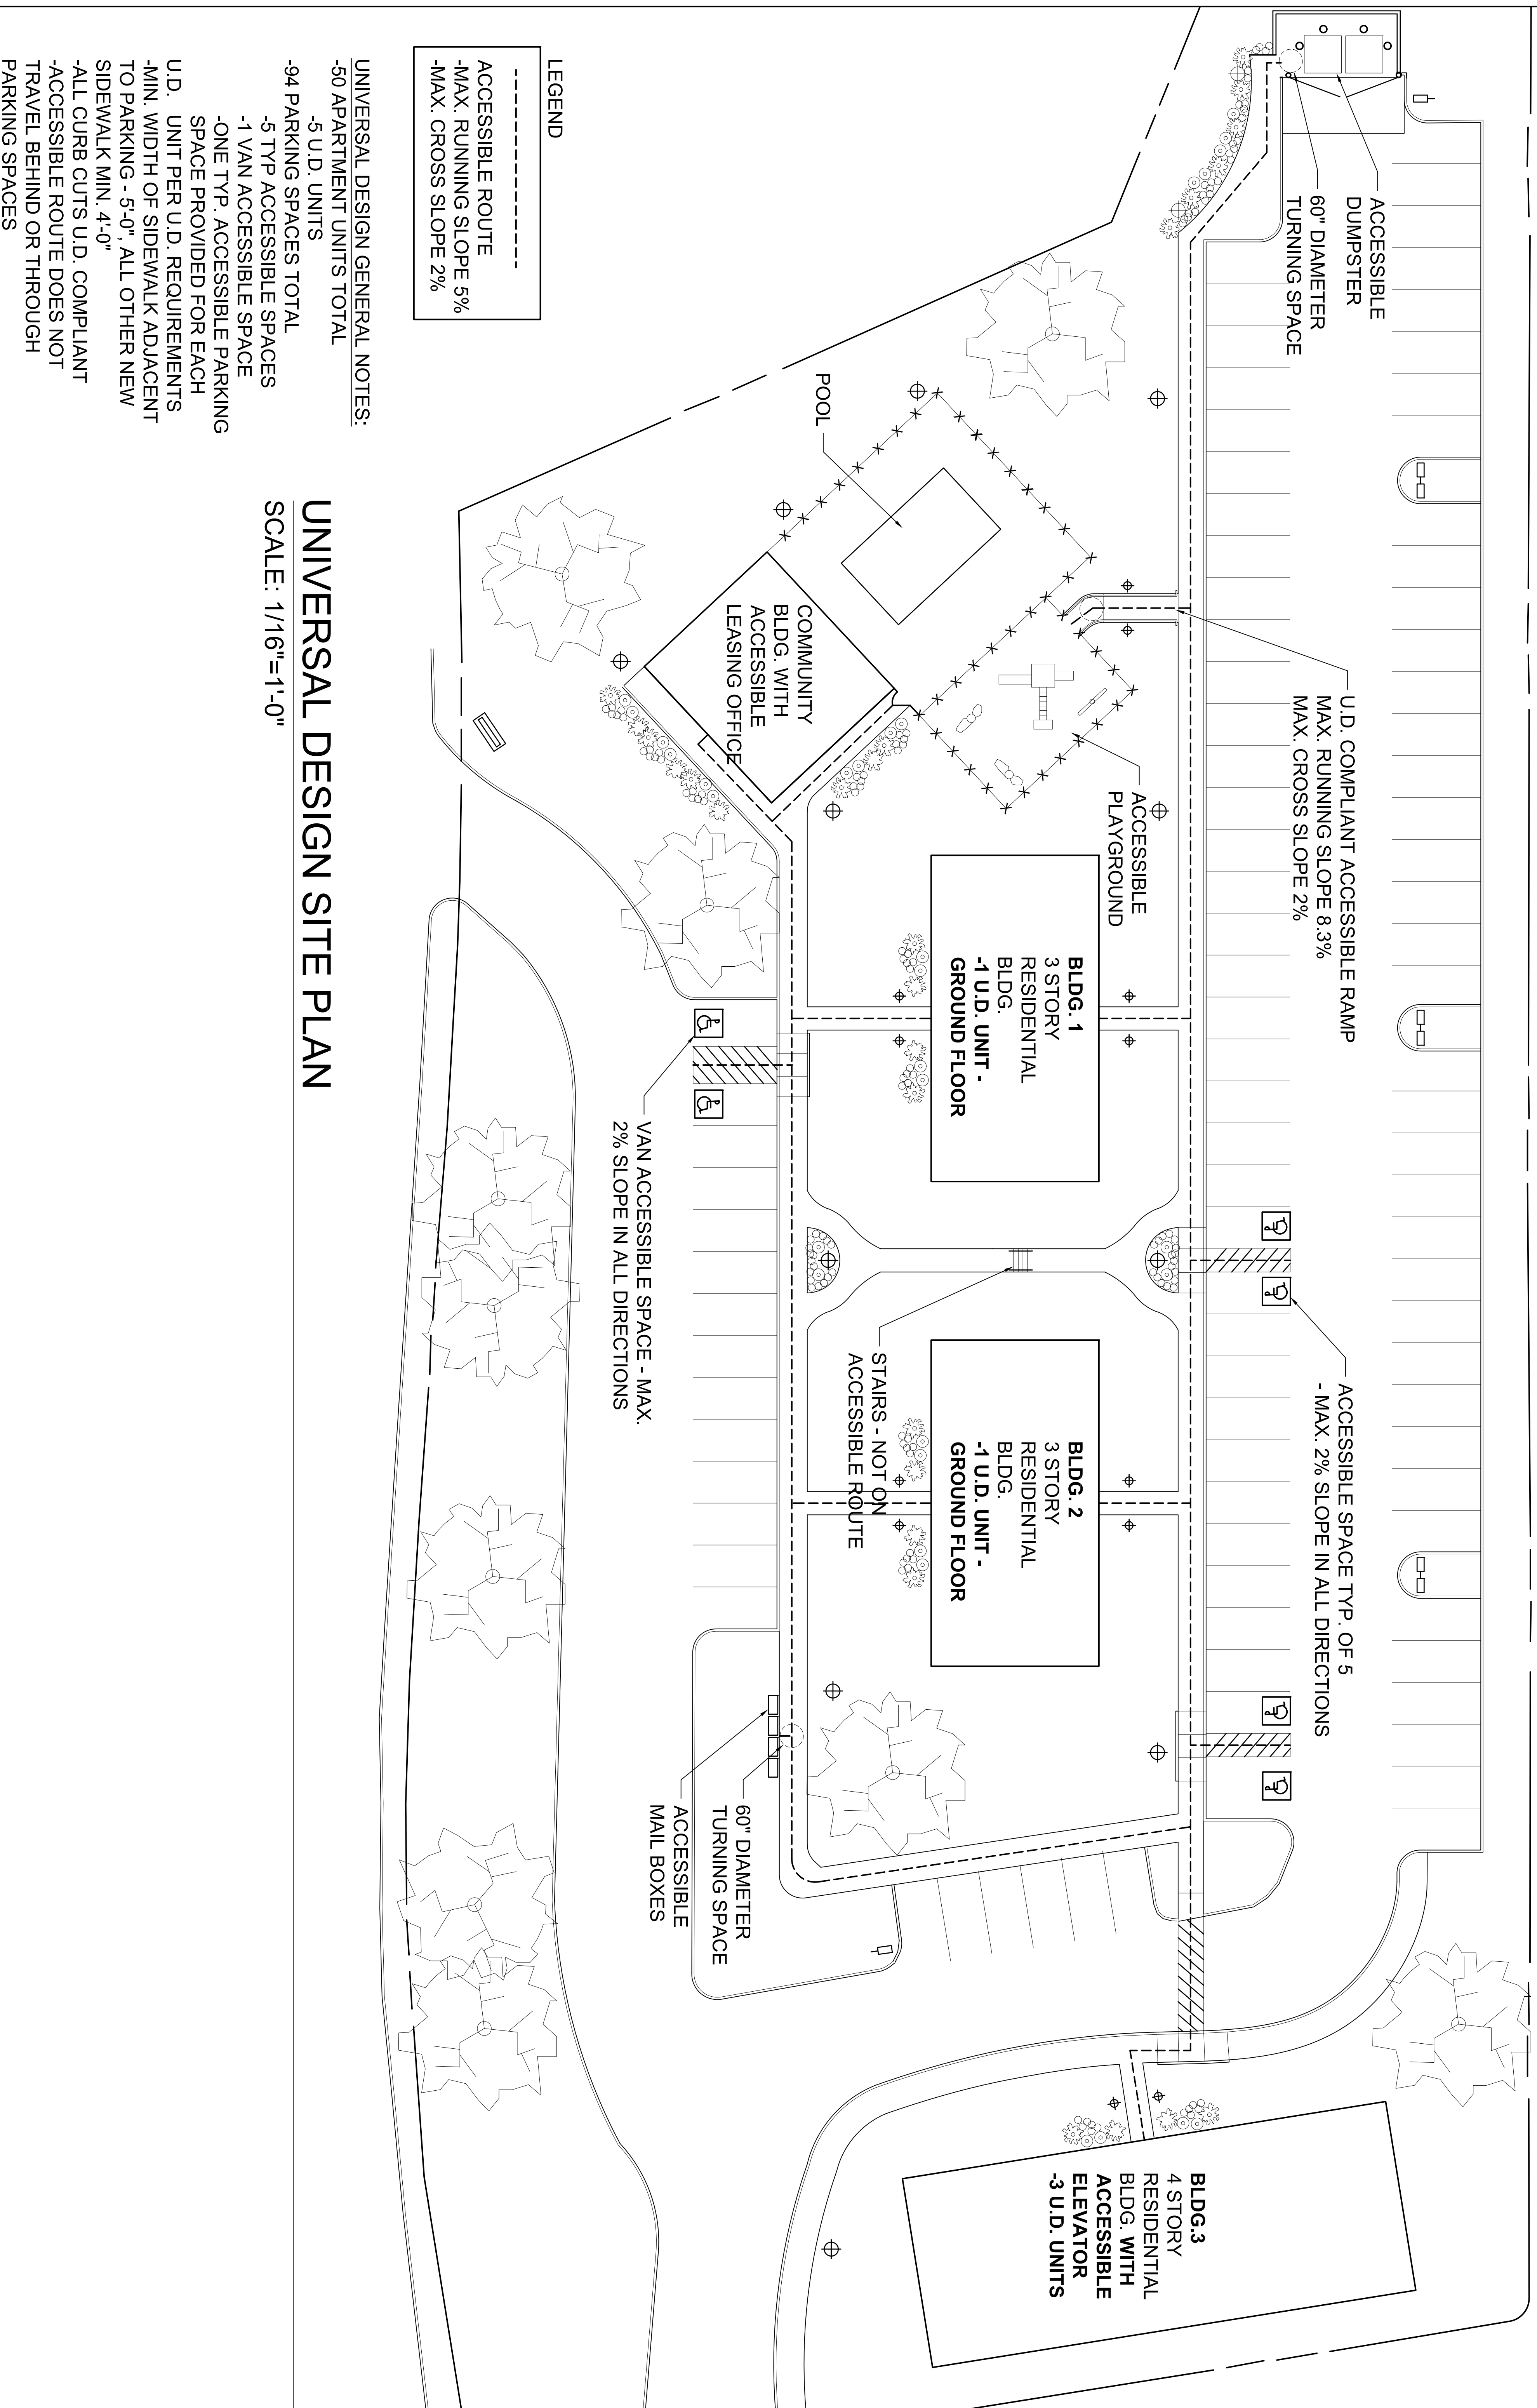 ACCESSIBLE
DUMPSTER
60" DIAMETER
TURNING SPACE
U.D. COMPLIANT ACCESSIBLE RAMP
MAX. RUNNING SLOPE 8.3%
MAX. CROSS SLOPE 2%
ACCESSIBLE SPACE TYP. OF 5
- MAX. 2% SLOPE IN ALL DIRECTIONS
POOL
ACCESSIBLE
PLAYGROUND
COMMUNITY
BLDG. WITH
ACCESSIBLE
LEASING OFFICE
BLDG. 1
3 STORY
RESIDENTIAL
BLDG.
-1 U.D. UNIT -
GROUND FLOOR
BLDG. 2
3 STORY
RESIDENTIAL
BLDG.
-1 U.D. UNIT -
GROUND FLOOR
BLDG.3
4 STORY
RESIDENTIAL
BLDG. WITH
ACCESSIBLE
ELEVATOR
-3 U.D. UNITS
STAIRS - NOT ON
ACCESSIBLE ROUTE
VAN ACCESSIBLE SPACE - MAX.
2% SLOPE IN ALL DIRECTIONS
60" DIAMETER
TURNING SPACE
ACCESSIBLE
MAIL BOXES
LEGEND
ACCESSIBLE ROUTE
-MAX. RUNNING SLOPE 5%
-MAX. CROSS SLOPE 2%
UNIVERSAL DESIGN GENERAL NOTES:
-50 APARTMENT UNITS TOTAL
-5 U.D. UNITS
-94 PARKING SPACES TOTAL
-5 TYP ACCESSIBLE SPACES
-1 VAN ACCESSIBLE SPACE
-ONE TYP. ACCESSIBLE PARKING
SPACE PROVIDED FOR EACH
U.D. UNIT PER U.D. REQUIREMENTS
-MIN. WIDTH OF SIDEWALK ADJACENT
TO PARKING - 5'-0", ALL OTHER NEW
SIDEWALK MIN. 4'-0"
-ALL CURB CUTS U.D. COMPLIANT
-ACCESSIBLE ROUTE DOES NOT
TRAVEL BEHIND OR THROUGH
PARKING SPACES
UNIVERSAL DESIGN SITE PLAN
SCALE: 1/16"=1'-0"